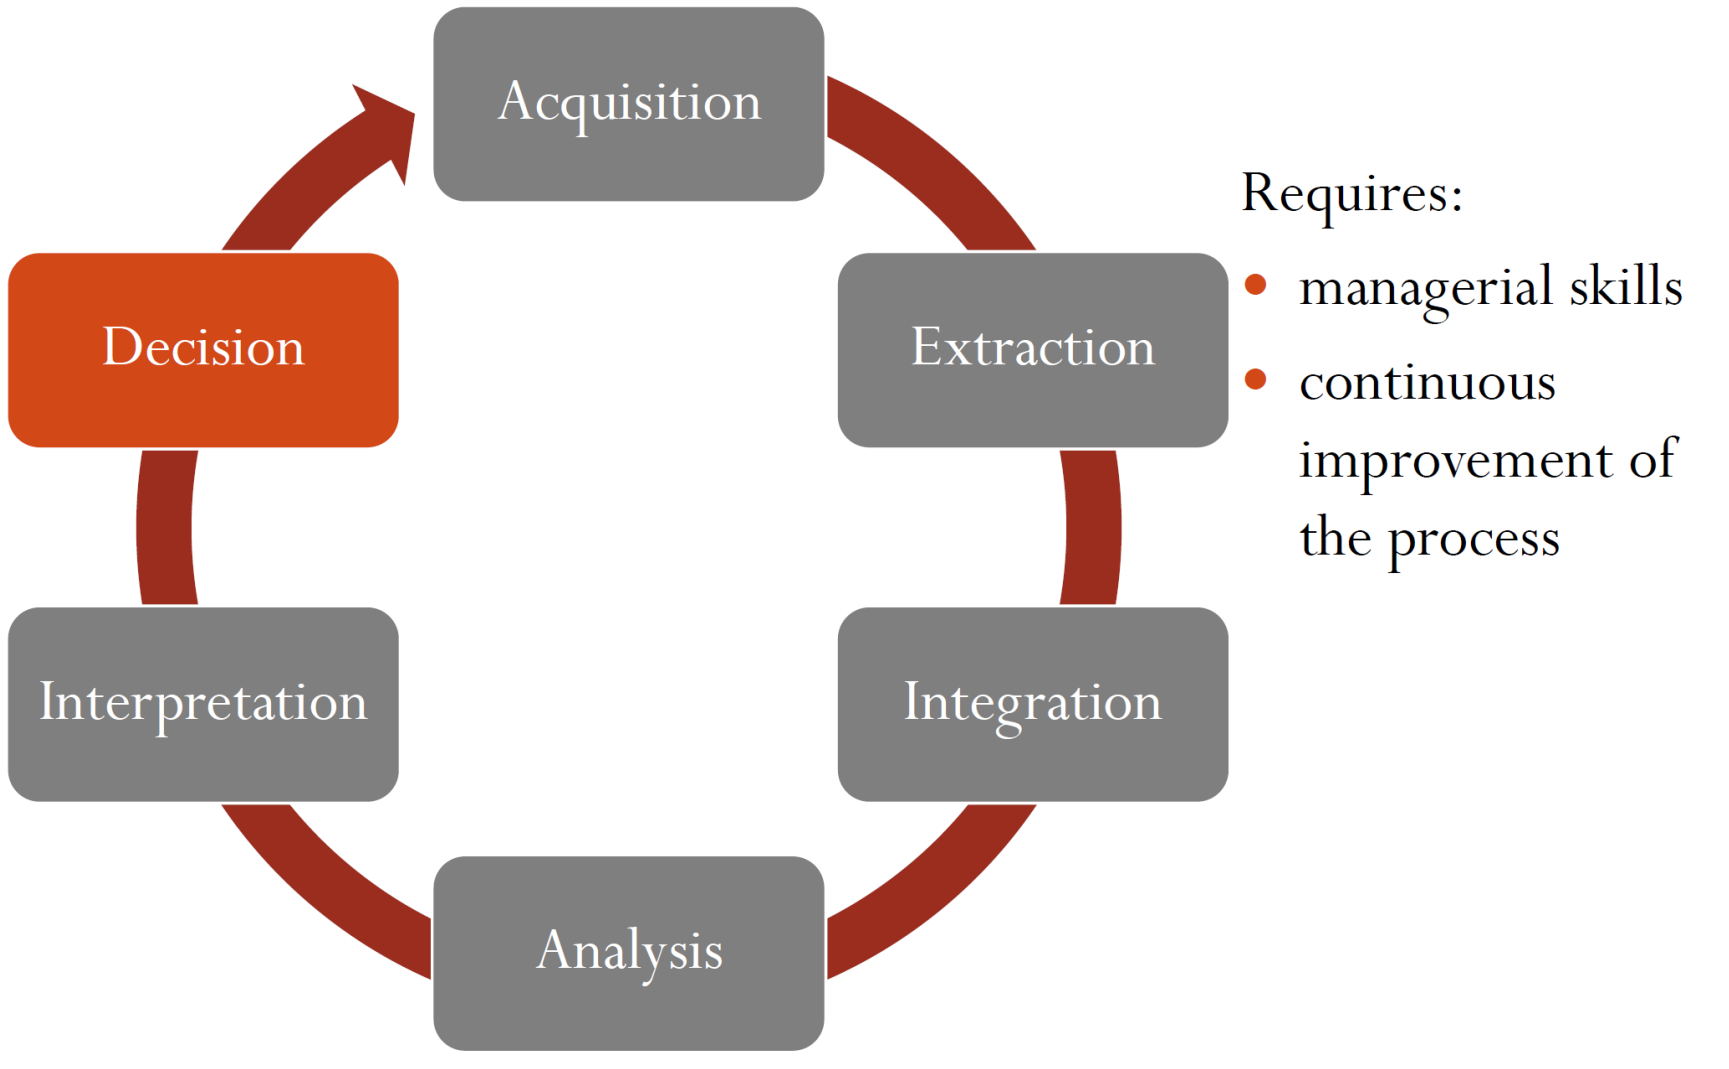 Acquisition
Extraction
Integration
Analysis
Interpretation
Decision
Requires:
• managerial skills
• continuous
improvement of
the process